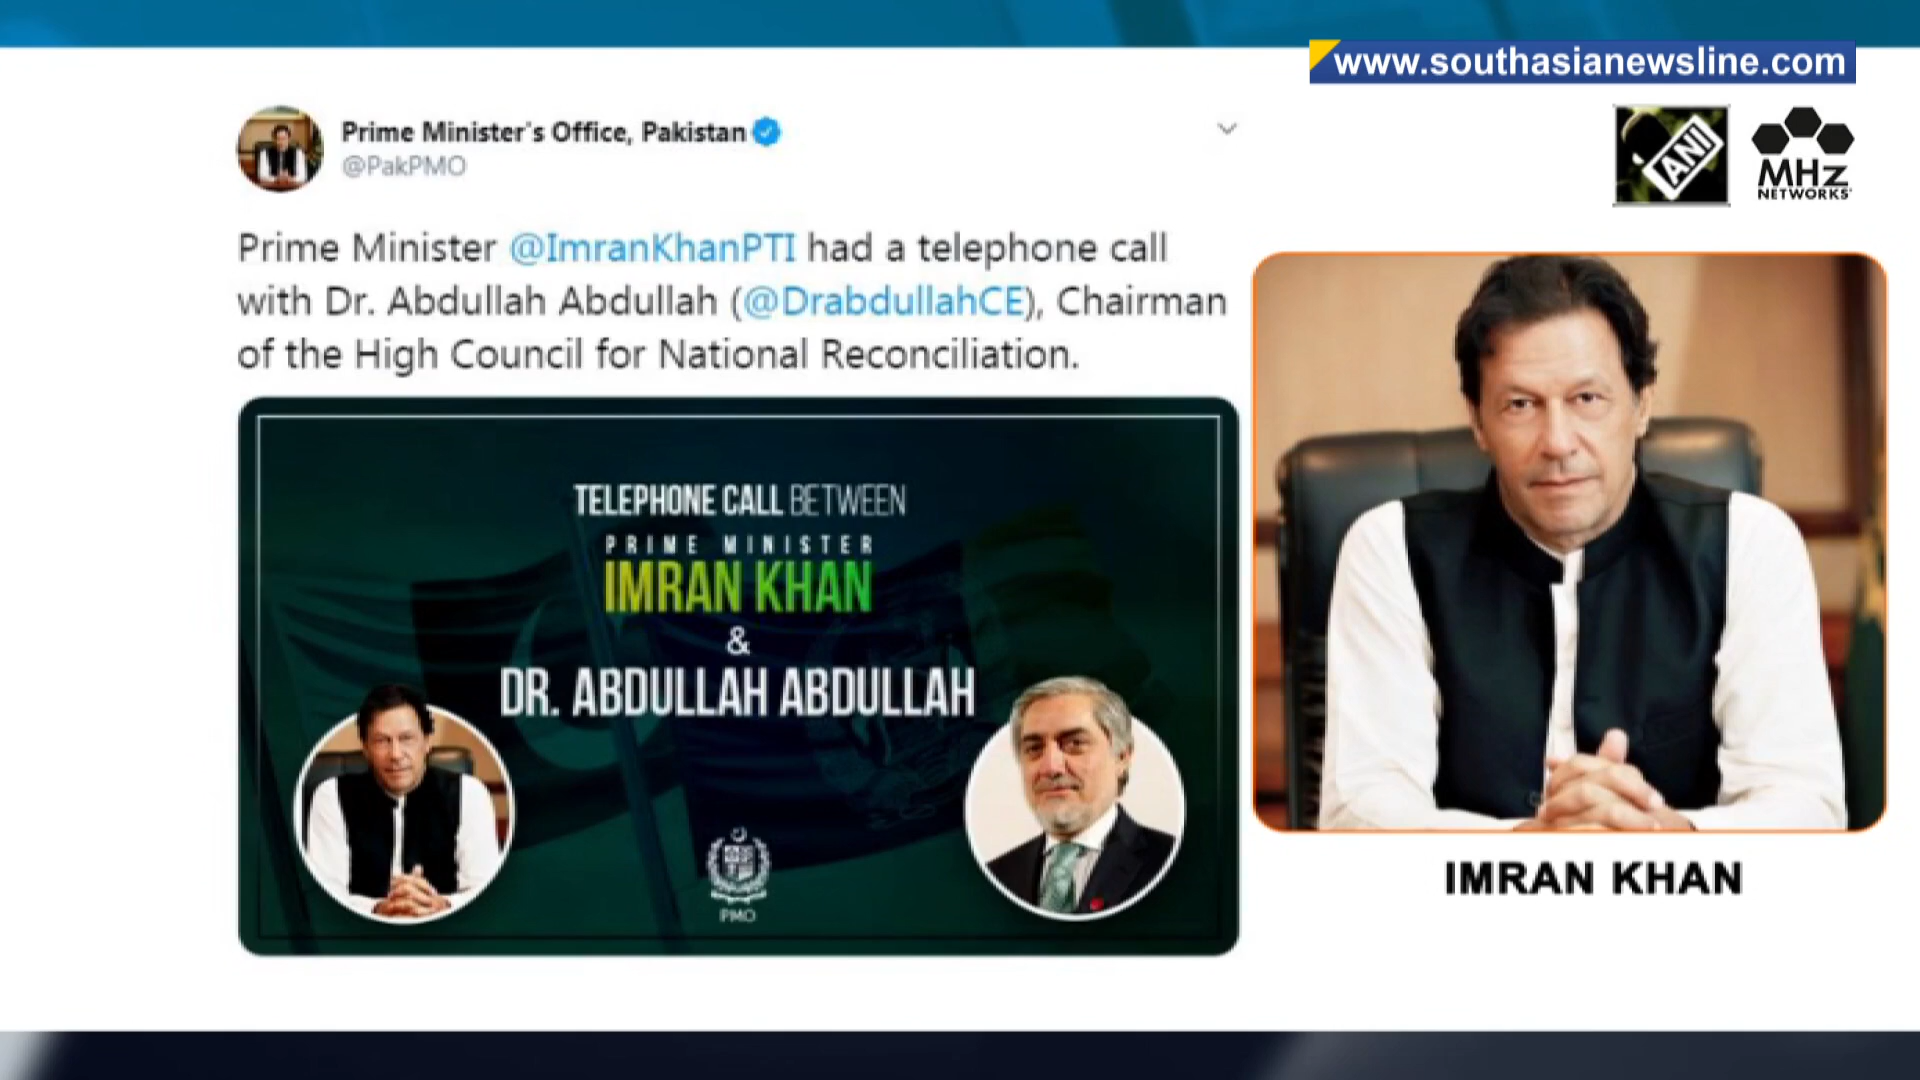 www.southasianewsline.com
ANI
MHz
NETWORKS
Prime Minister's Office, Pakistan
@PakPMO
Prime Minister @ImranKhanPTI had a telephone call
with Dr. Abdullah Abdullah (@DrabdullahCE), Chairman
of the High Council for National Reconciliation.
TELEPHONE CALL BETWEEN
PRIME MINISTER
IMRAN KHAN
&
DR. ABDULLAH ABDULLAH
PMO
IMRAN KHAN